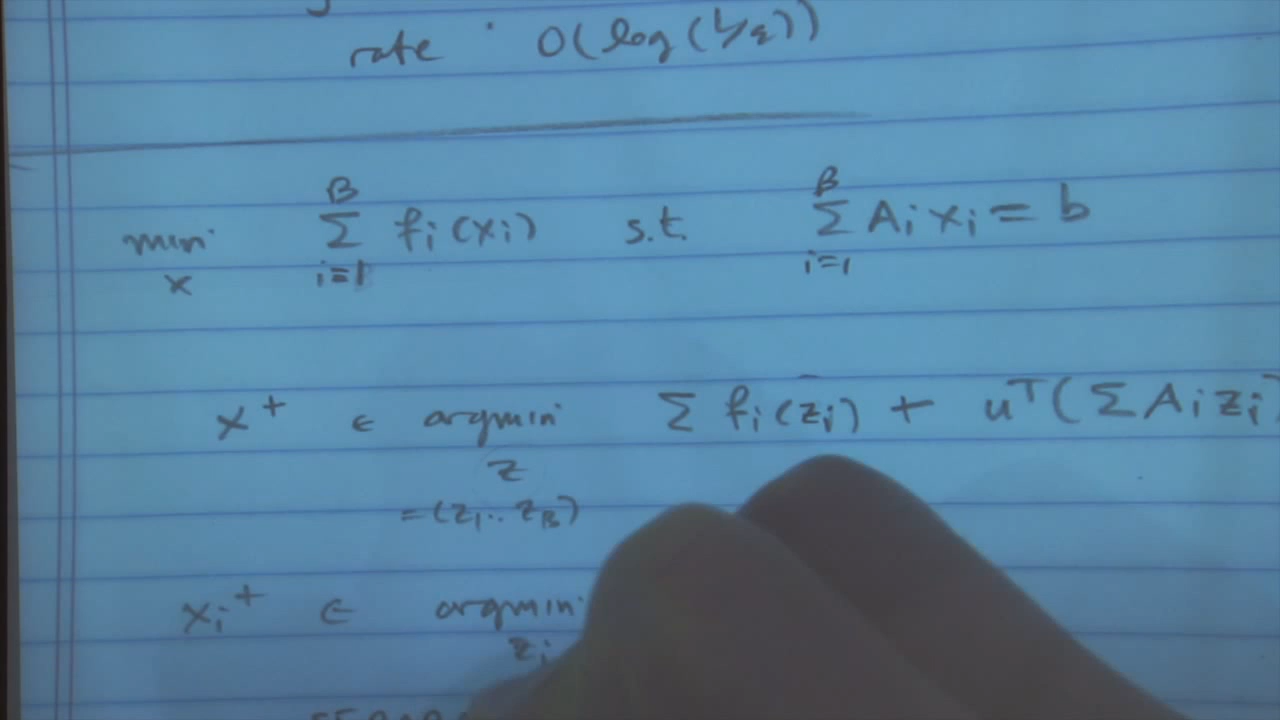 rate : O(log(1/ε))
min x ∑ i=1 B fi(xi) s.t. ∑ i=1 B Ai xi = b
x⁺ ∈ argmin z =(z1.. zB) ∑ fi(zi) + uᵀ(∑ Ai zi
xi⁺ ∈ argmin zi